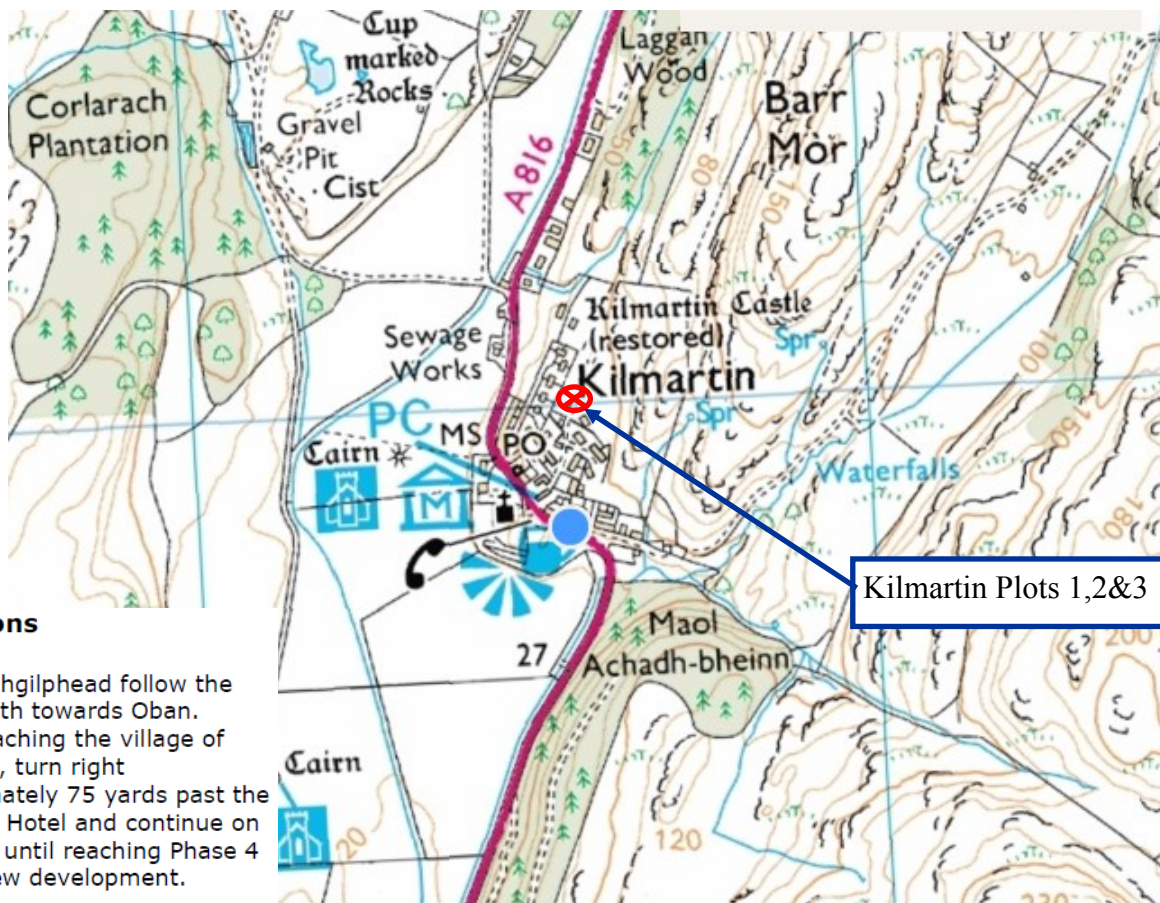 Cup
marked
Rocks
Laggan
Wood
Barr
Mòr
Corlarach
Plantation
Gravel
Pit
Cist
A816
50
80
150
Kilmartin Castle
(restored)
Sewage
Works
Spr
Kilmartin
100
150
PC
MS
PO
Spr
Cairn
M
Waterfalls
180
Kilmartin Plots 1,2&3
ons
Maol
Achadh-bheinn
200
27
hgilphead follow the
th towards Oban.
aching the village of
, turn right
nately 75 yards past the
Hotel and continue on
until reaching Phase 4
ew development.
Cairn
20
120